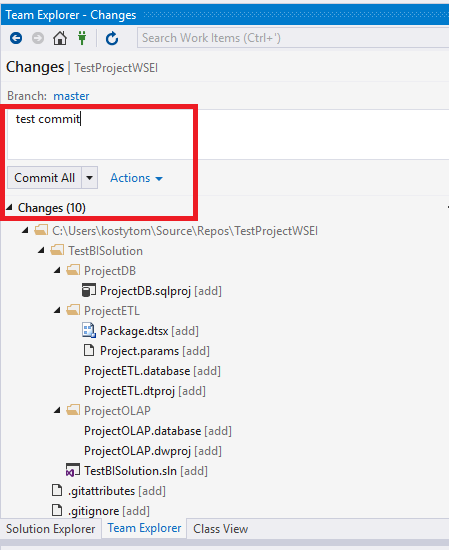 Team Explorer - Changes
Search Work Items (Ctrl+')
Changes | TestProjectWSEI
Branch: master
test commit
Commit All Actions
Changes (10)
C:\Users\kostytom\Source\Repos\TestProjectWSEI
TestBISolution
ProjectDB
ProjectDB.sqlproj [add]
ProjectETL
Package.dtsx [add]
Project.params [add]
ProjectETL.database [add]
ProjectETL.dtproj [add]
ProjectOLAP
ProjectOLAP.database [add]
ProjectOLAP.dwproj [add]
TestBISolution.sln [add]
.gitattributes [add]
.gitignore [add]
Solution Explorer Team Explorer Class View